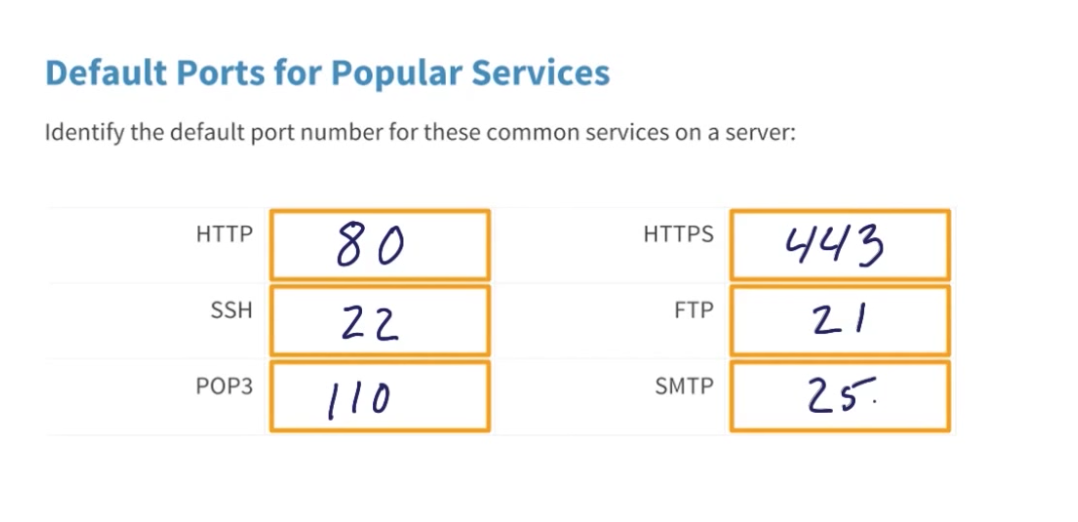 Default Ports for Popular Services
Identify the default port number for these common services on a server:
HTTP 80 HTTPS 443
SSH 22 FTP 21
POP3 110 SMTP 25.